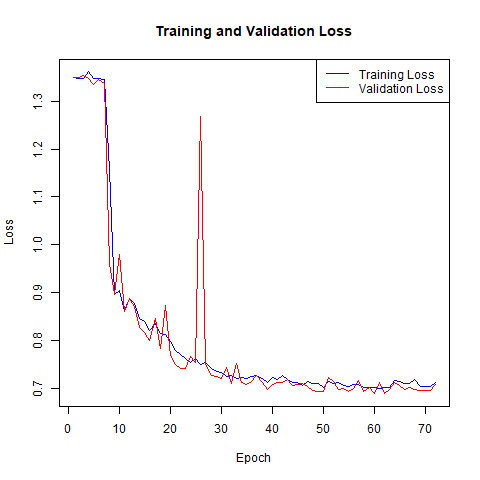 Training and Validation Loss
Training Loss
Validation Loss
Loss
1.3
1.2
1.1
1.0
0.9
0.8
0.7
0 10 20 30 40 50 60 70
Epoch